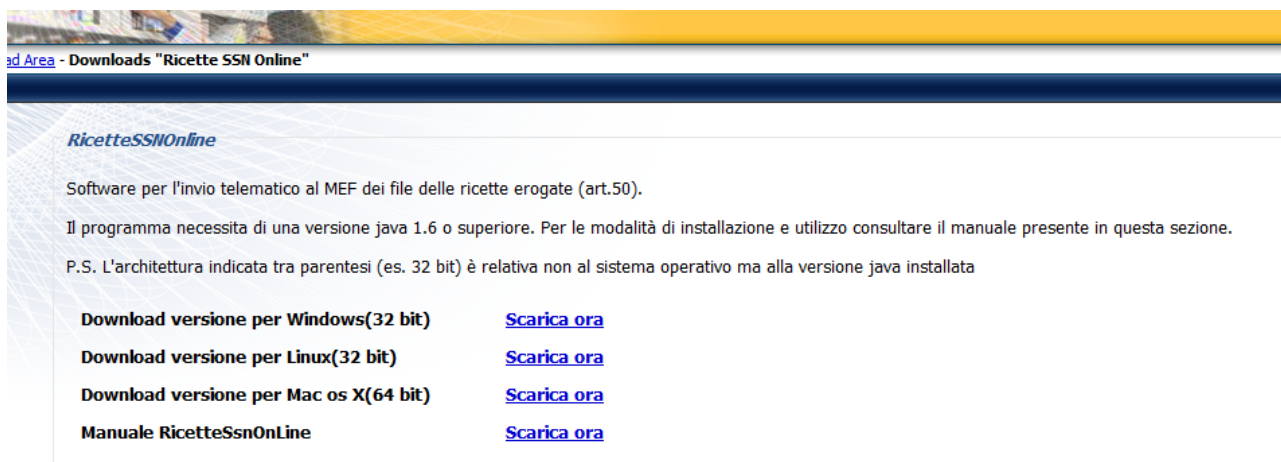 Area - Downloads "Ricette SSN Online"
RicetteSSNOnline
Software per l'invio telematico al MEF dei file delle ricette erogate (art.50).
Il programma necessita di una versione java 1.6 o superiore. Per le modalità di installazione e utilizzo consultare il manuale presente in questa sezione.
P.S. L'architettura indicata tra parentesi (es. 32 bit) è relativa non al sistema operativo ma alla versione java installata
Download versione per Windows(32 bit) Scarica ora
Download versione per Linux(32 bit) Scarica ora
Download versione per Mac os X(64 bit) Scarica ora
Manuale RicetteSsnOnLine Scarica ora